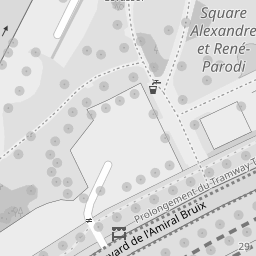 Square
Alexandre
et René-
Parodi
Prolongement du Tramway T
vard de l'Amiral Bruix
29